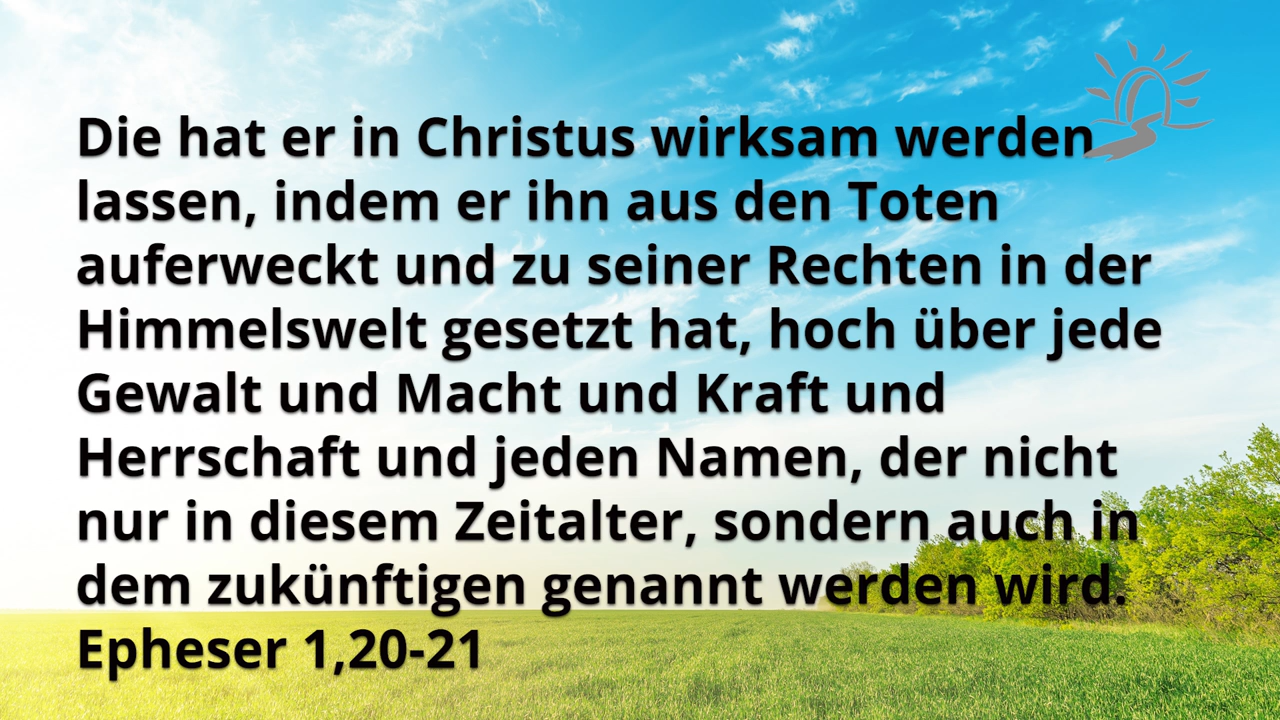 Die hat er in Christus wirksam werden
lassen, indem er ihn aus den Toten
auferweckt und zu seiner Rechten in der
Himmelswelt gesetzt hat, hoch über jede
Gewalt und Macht und Kraft und
Herrschaft und jeden Namen, der nicht
nur in diesem Zeitalter, sondern auch in
dem zukünftigen genannt werden wird.
Epheser 1,20-21